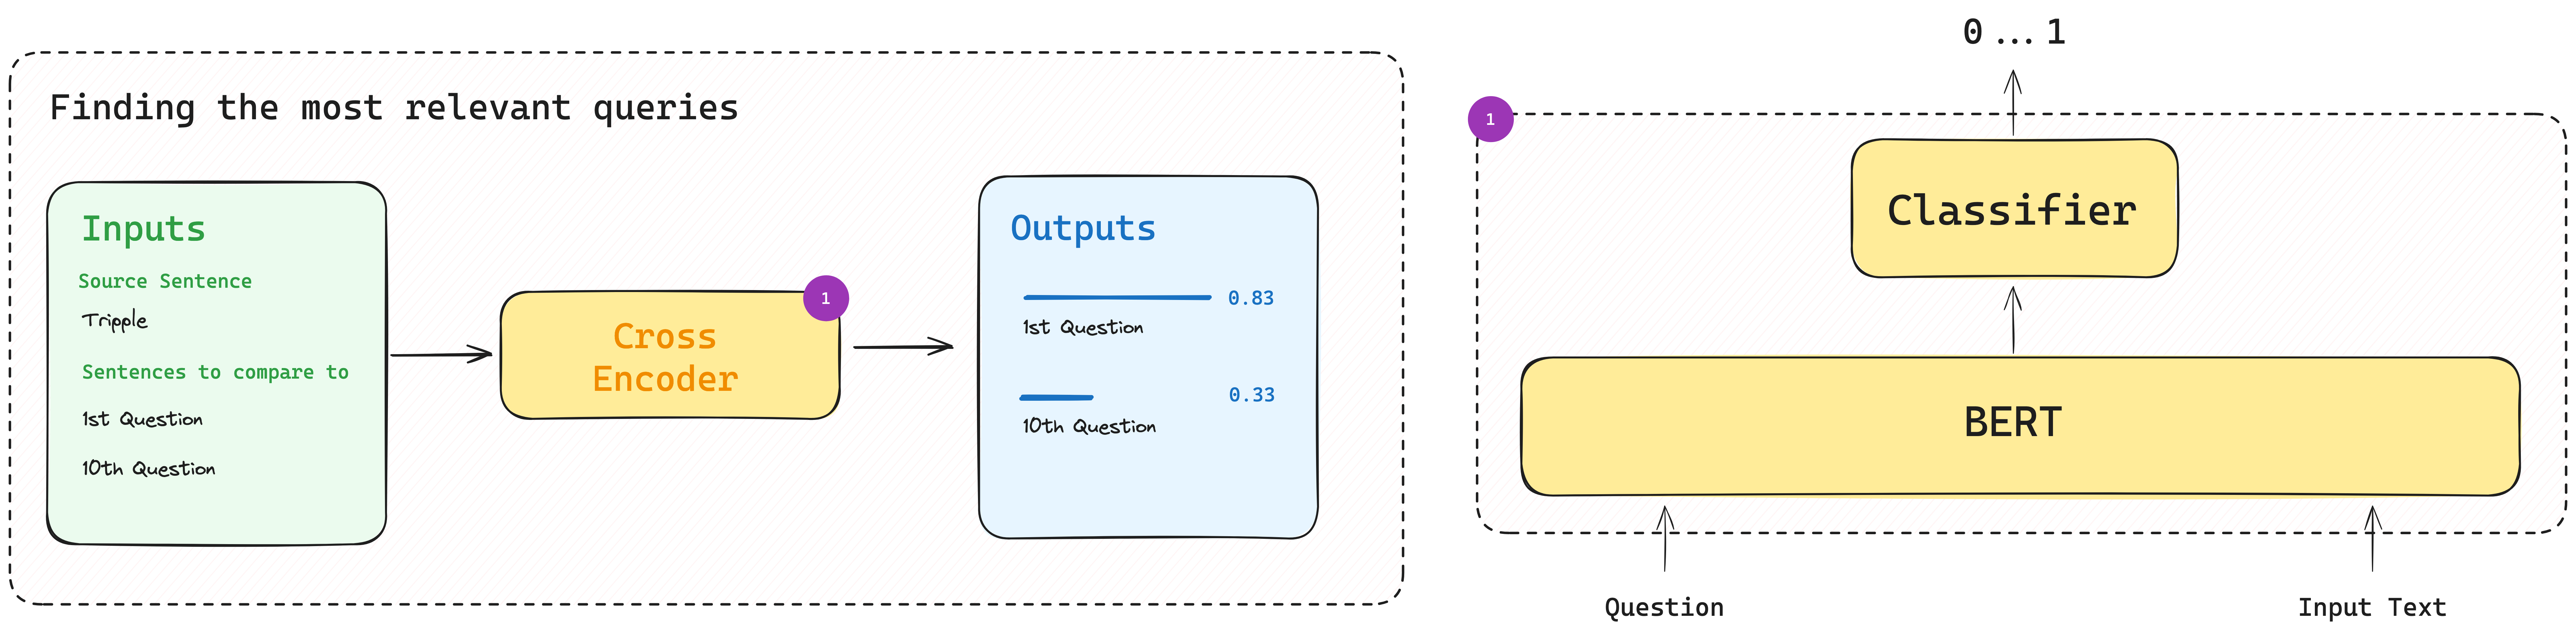 Finding the most relevant queries
Inputs
Source Sentence
Tripple
Sentences to compare to
1st Question
10th Question
Cross
Encoder
1
Outputs
0.83
1st Question
0.33
10th Question
0 ... 1
1
Classifier
BERT
Question
Input Text